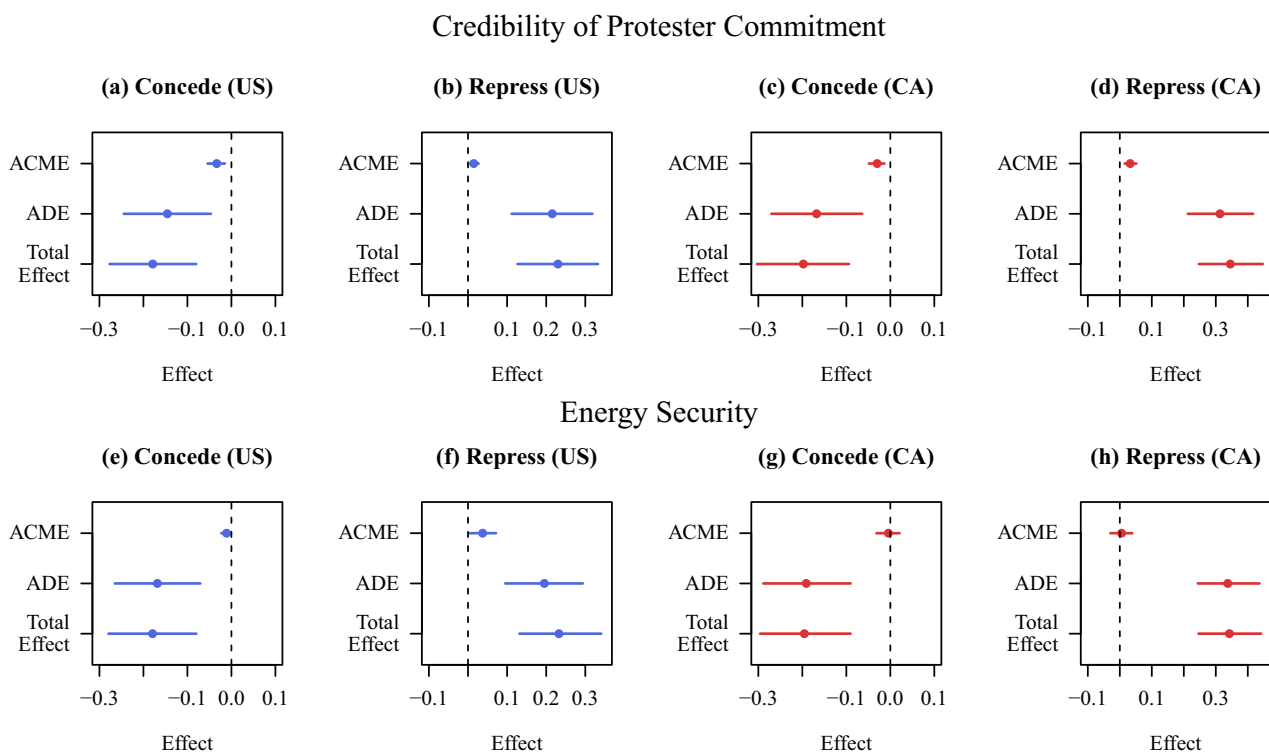 Credibility of Protester Commitment
(a) Concede (US)
ACME
ADE
Total
Effect
−0.3 −0.1 0.0 0.1
Effect
(b) Repress (US)
ACME
ADE
Total
Effect
−0.1 0.1 0.2 0.3
Effect
(c) Concede (CA)
ACME
ADE
Total
Effect
−0.3 −0.1 0.0 0.1
Effect
(d) Repress (CA)
ACME
ADE
Total
Effect
−0.1 0.1 0.3
Effect
Energy Security
(e) Concede (US)
ACME
ADE
Total
Effect
−0.3 −0.1 0.0 0.1
Effect
(f) Repress (US)
ACME
ADE
Total
Effect
−0.1 0.1 0.2 0.3
Effect
(g) Concede (CA)
ACME
ADE
Total
Effect
−0.3 −0.1 0.0 0.1
Effect
(h) Repress (CA)
ACME
ADE
Total
Effect
−0.1 0.1 0.3
Effect